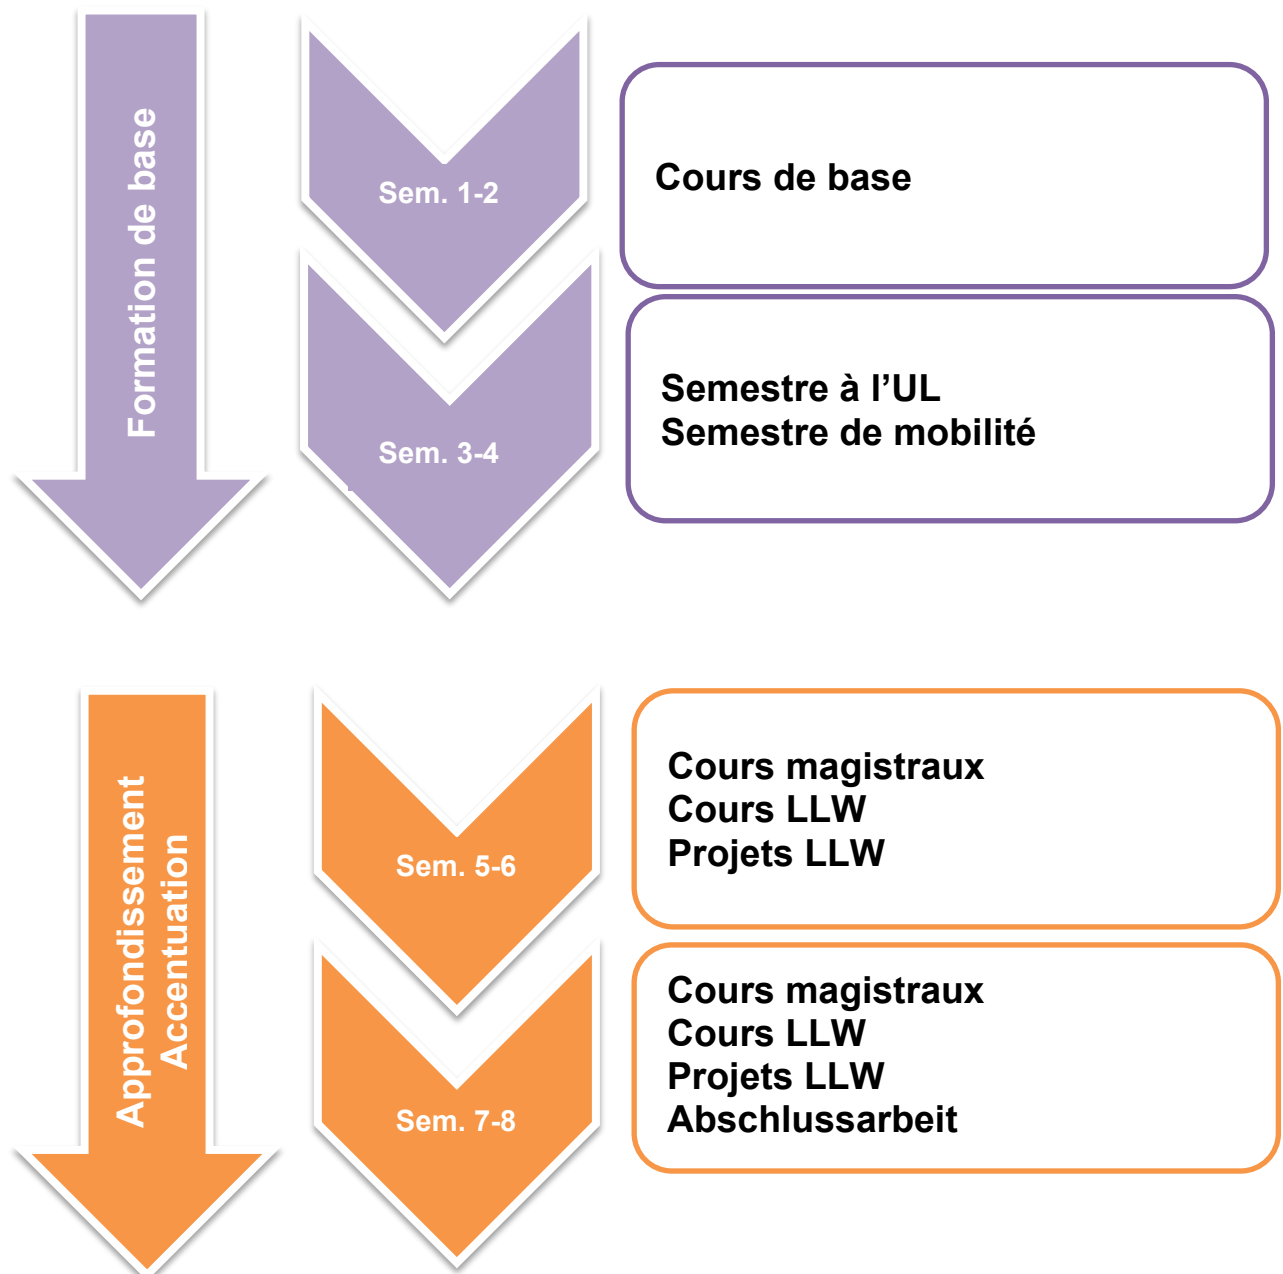 Formation de base
Sem. 1-2
Cours de base
Sem. 3-4
Semestre à l’UL
Semestre de mobilité
Approfondissement
Accentuation
Sem. 5-6
Cours magistraux
Cours LLW
Projets LLW
Sem. 7-8
Cours magistraux
Cours LLW
Projets LLW
Abschlussarbeit